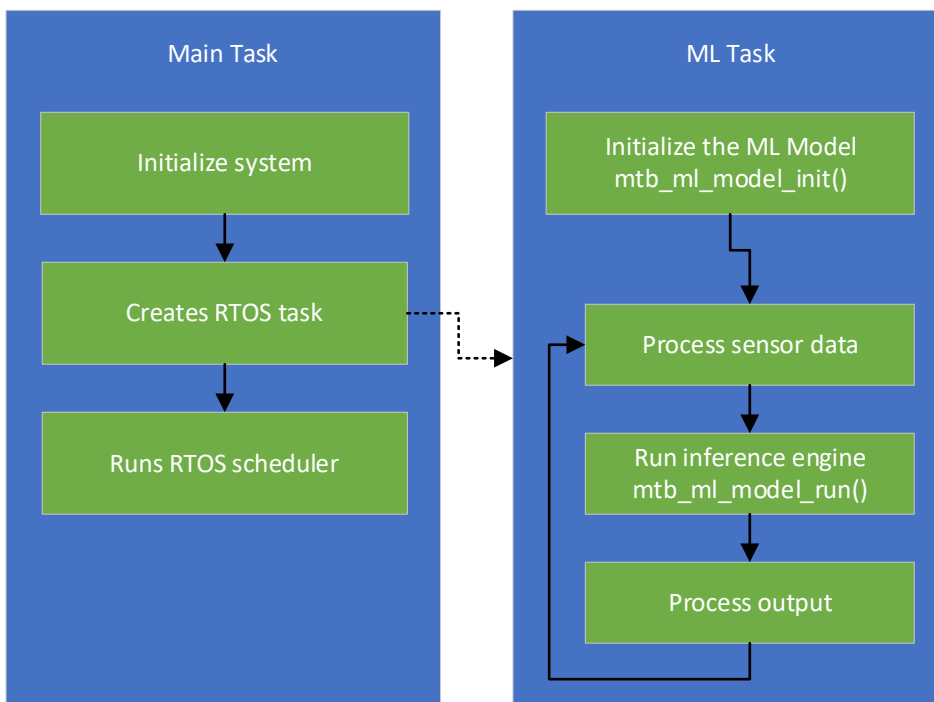 Main Task
Initialize system
Creates RTOS task
Runs RTOS scheduler
ML Task
Initialize the ML Model
mtb_ml_model_init()
Process sensor data
Run inference engine
mtb_ml_model_run()
Process output